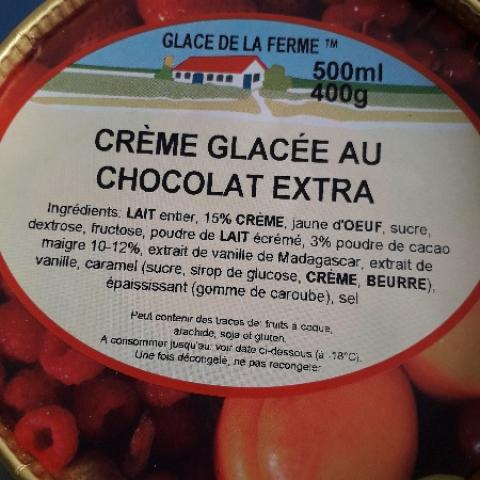 GLACE DE LA FERME ™
500ml
400g
CRÈME GLACÉE AU
CHOCOLAT EXTRA
Ingrédients: LAIT entier, 15% CRÈME, jaune d'OEUF, sucre,
dextrose, fructose, poudre de LAIT écrémé, 3% poudre de cacao
maigre 10-12%, extrait de vanille de Madagascar, extrait de
vanille, caramel (sucre, sirop de glucose, CRÈME, BEURRE),
épaississant (gomme de caroube), sel
Peut contenir des traces de: fruits à coque,
arachide, soja et gluten.
A consommer jusqu'au: voir date ci-dessous (à -18°C).
Une fois décongelé, ne pas recongeler.